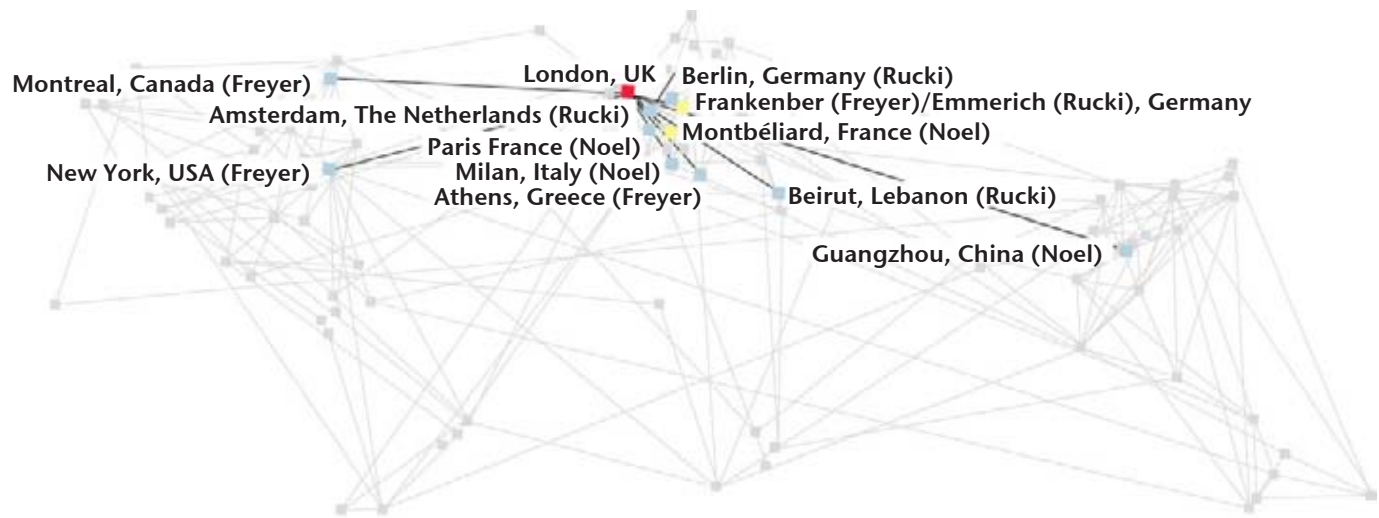 London, UK
Berlin, Germany (Rucki)
Montreal, Canada (Freyer)
Frankenber (Freyer)/Emmerich (Rucki), Germany
Amsterdam, The Netherlands (Rucki)
Montbéliard, France (Noel)
Paris France (Noel)
New York, USA (Freyer)
Milan, Italy (Noel)
Athens, Greece (Freyer)
Beirut, Lebanon (Rucki)
Guangzhou, China (Noel)